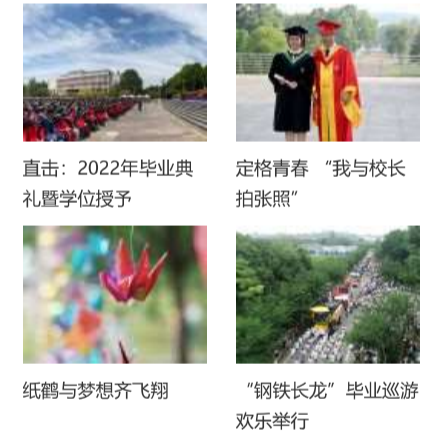 直击：2022年毕业典
礼暨学位授予
定格青春 “我与校长
拍张照”
纸鹤与梦想齐飞翔
“钢铁长龙”毕业巡游
欢乐举行